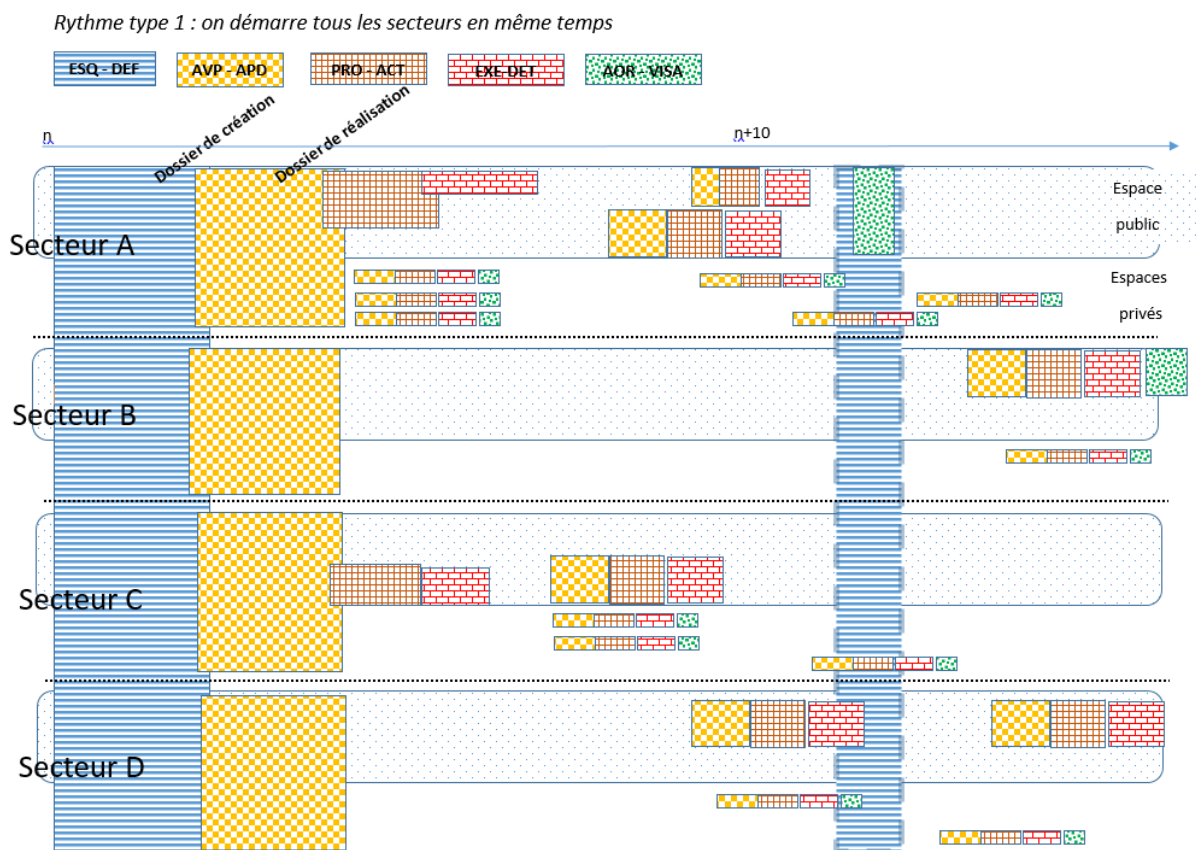 Rythme type 1 : on démarre tous les secteurs en même temps
ESQ - DEF
AVP - APD
PRO - ACT
EXE-DET
AOR - VISA
Dossier de création
Dossier de réalisation
n
n+10
Secteur A
Espace
public
Espaces
privés
Secteur B
Secteur C
Secteur D